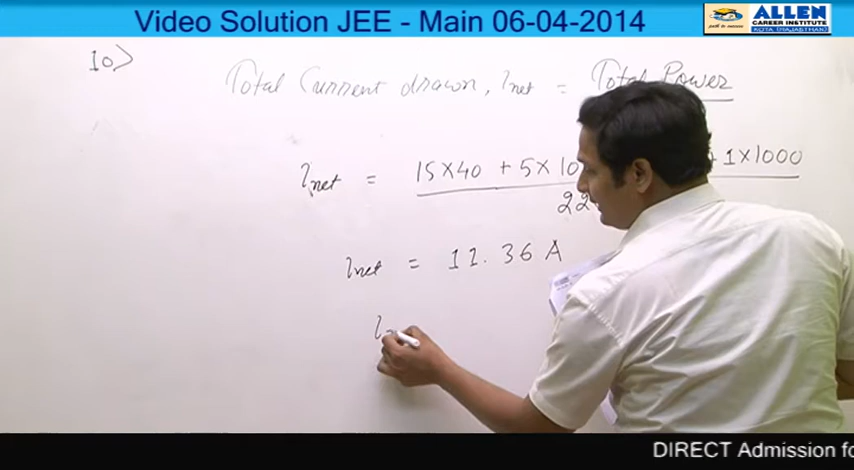 Video Solution JEE - Main 06-04-2014
ALLEN
CAREER INSTITUTE
KOTA (RAJASTHAN)
10>
Total Current drawn, Inet = Total Power
Inet = 15×40 + 5×10 + 1×1000
22
Inet = 11.36 A
I
DIRECT Admission fo